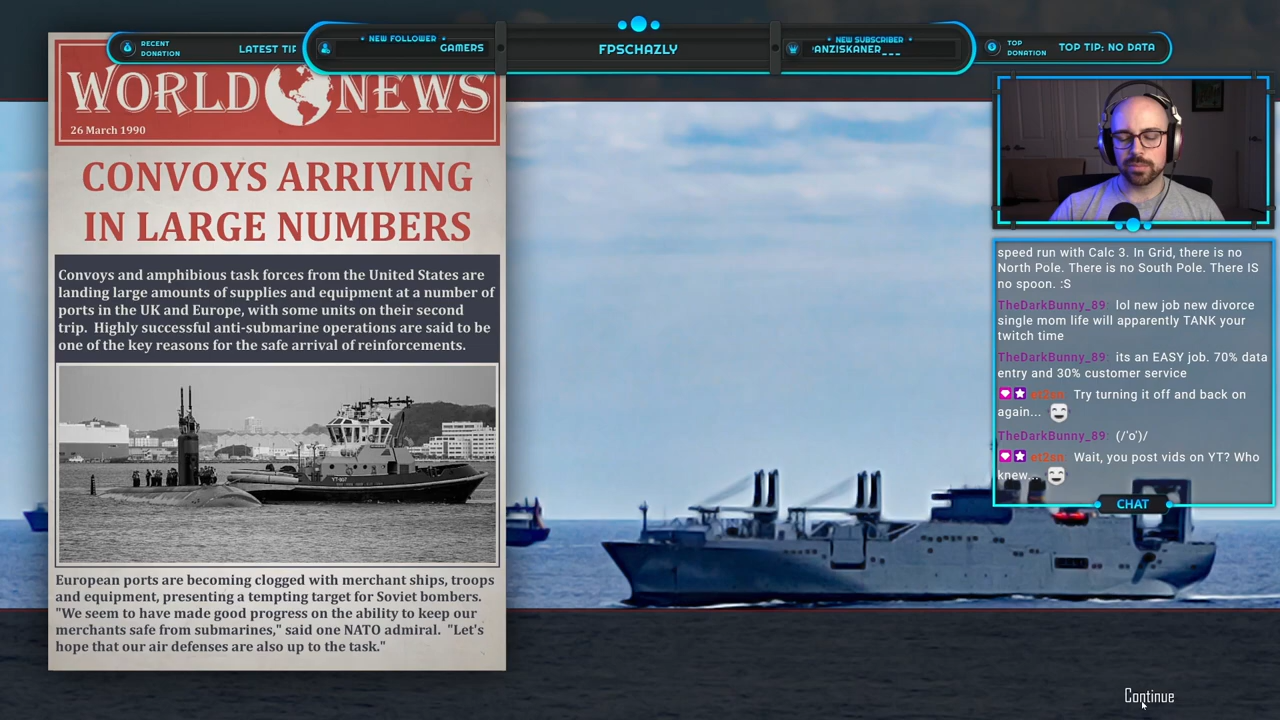 RECENT
DONATION
LATEST TIP
NEW FOLLOWER
GAMERS
FPSCHAZLY
NEW SUBSCRIBER
ANZISKANER___
TOP
DONATION
TOP TIP: NO DATA
WORLD NEWS
26 March 1990
CONVOYS ARRIVING
IN LARGE NUMBERS
Convoys and amphibious task forces from the United States are
landing large amounts of supplies and equipment at a number of
ports in the UK and Europe, with some units on their second
trip. Highly successful anti-submarine operations are said to be
one of the key reasons for the safe arrival of reinforcements.
YT-807
European ports are becoming clogged with merchant ships, troops
and equipment, presenting a tempting target for Soviet bombers.
"We seem to have made good progress on the ability to keep our
merchants safe from submarines," said one NATO admiral. "Let's
hope that our air defenses are also up to the task."
speed run with Calc 3. In Grid, there is no
North Pole. There is no South Pole. There IS
no spoon. :S
TheDarkBunny_89: lol new job new divorce
single mom life will apparently TANK your
twitch time
TheDarkBunny_89: its an EASY job. 70% data
entry and 30% customer service
et2sn: Try turning it off and back on
again...
TheDarkBunny_89: (/'o')/
et2sn: Wait, you post vids on YT? Who
knew...
CHAT
Continue